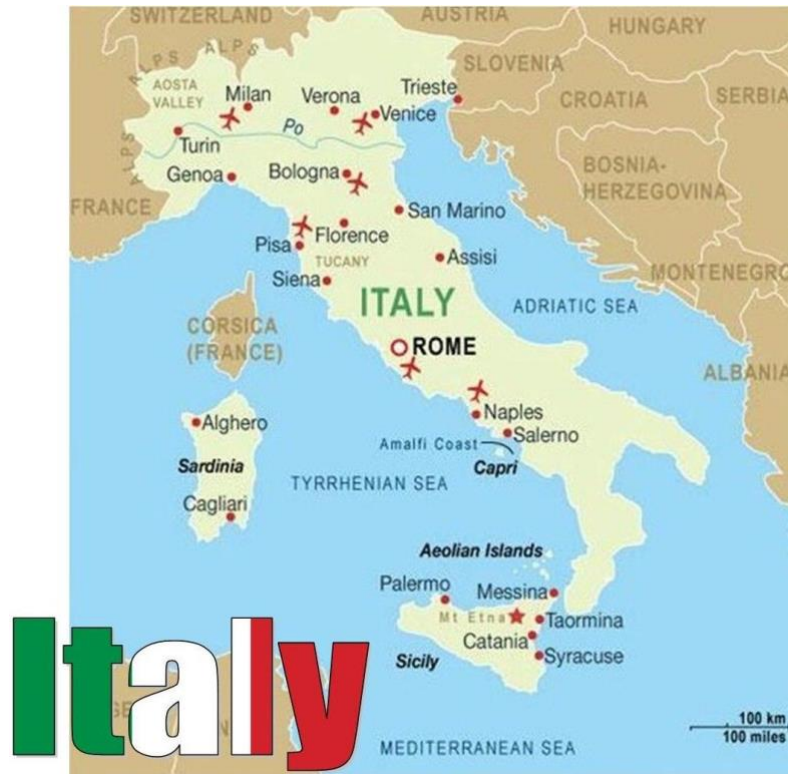 SWITZERLAND
AUSTRIA
HUNGARY
ALPS
ALPS
SLOVENIA
AOSTA
VALLEY
Milan
Verona
Trieste
CROATIA
SERBIA
Venice
Po
Turin
ALPS
Genoa
Bologna
BOSNIA-
HERZEGOVINA
FRANCE
San Marino
Pisa
Florence
TUCANY
Assisi
Siena
MONTENEGRO
ITALY
ADRIATIC SEA
CORSICA
(FRANCE)
ROME
ALBANIA
Alghero
Naples
Salerno
Amalfi Coast
Capri
Sardinia
TYRRHENIAN SEA
Cagliari
Aeolian Islands
Palermo
Messina
Mt Etna
Taormina
Catania
Sicily
Syracuse
Italy
100 km
100 miles
MEDITERRANEAN SEA